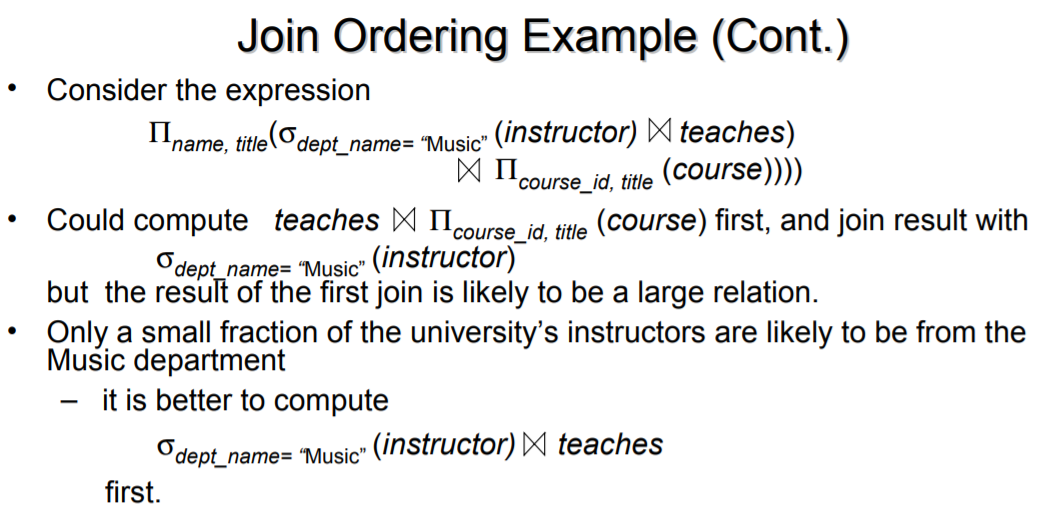 Join Ordering Example (Cont.)
• Consider the expression
Πname, title(σdept_name= “Music” (instructor) ⨝ teaches)
⨝ Πcourse_id, title (course))))
• Could compute teaches ⨝ Πcourse_id, title (course) first, and join result with
σdept_name= “Music” (instructor)
but the result of the first join is likely to be a large relation.
• Only a small fraction of the university’s instructors are likely to be from the
Music department
– it is better to compute
σdept_name= “Music” (instructor) ⨝ teaches
first.